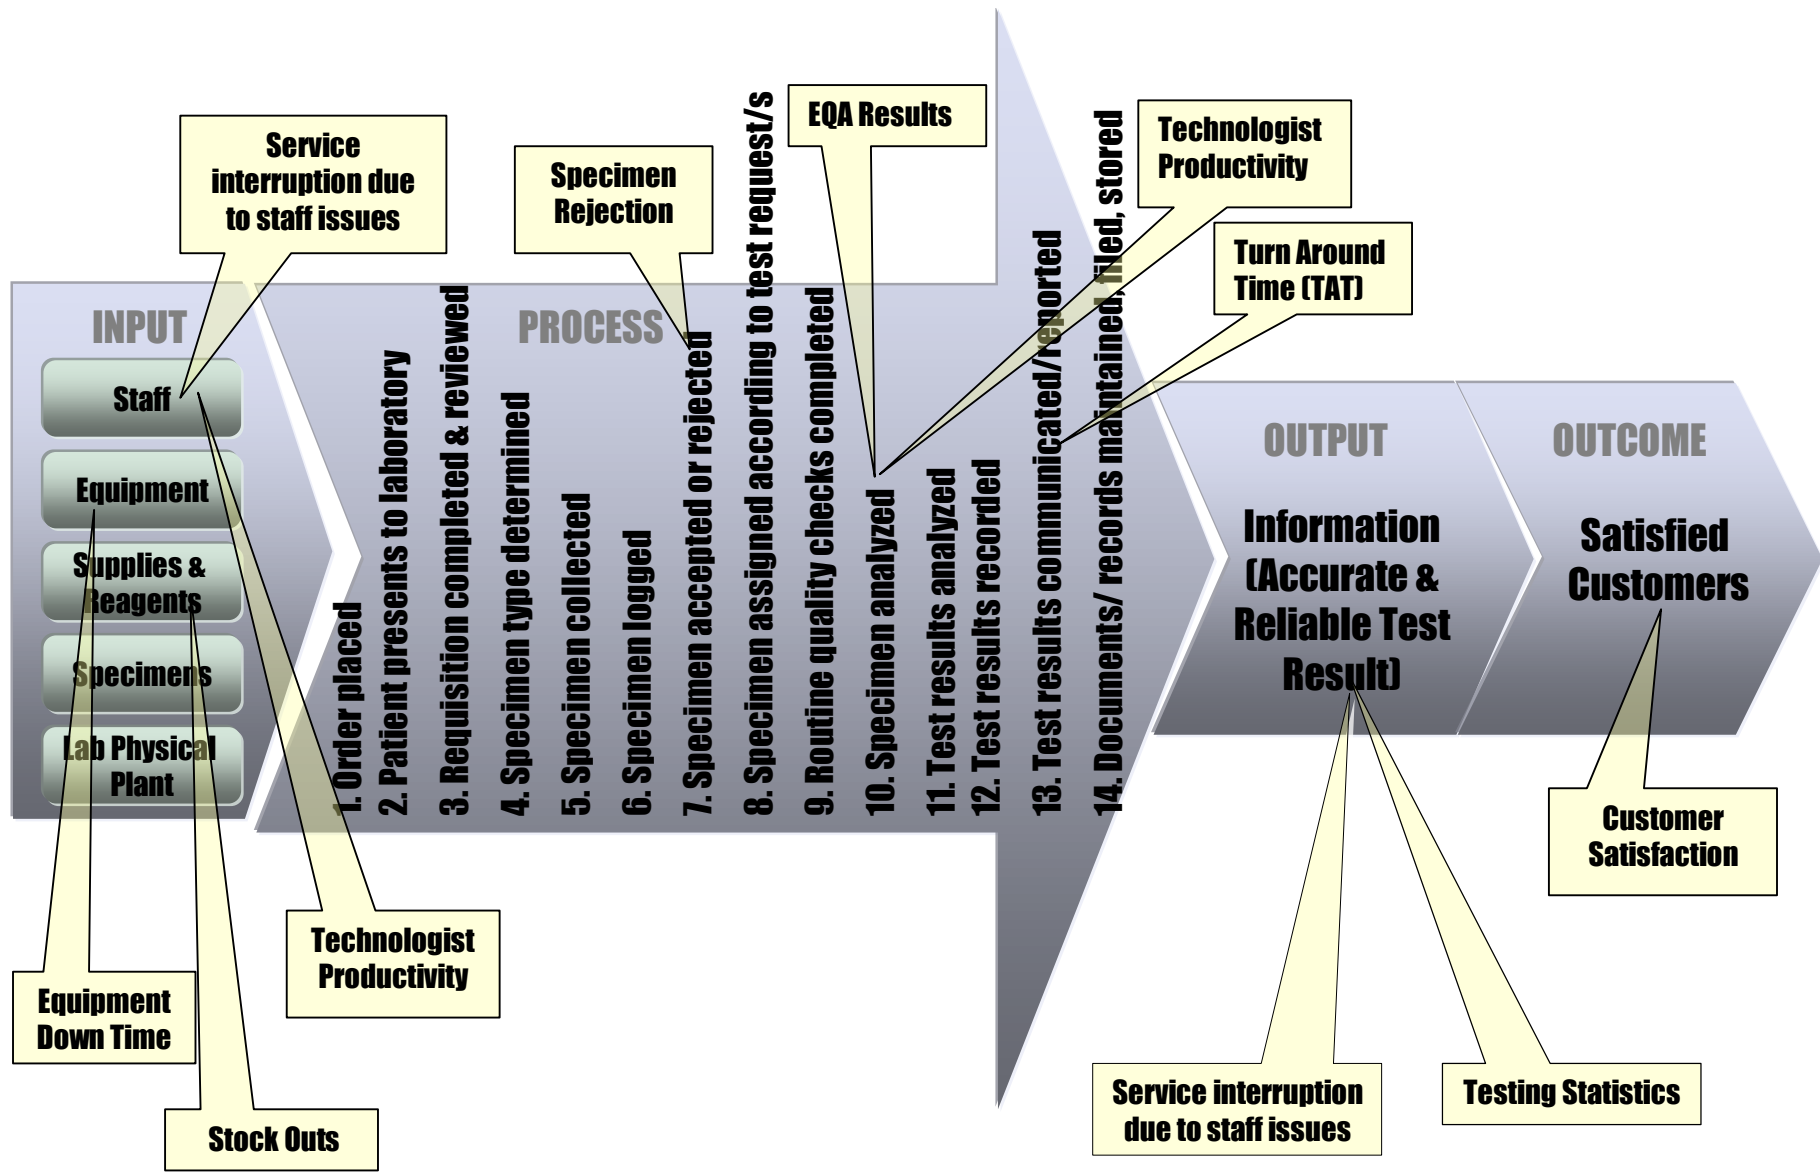 Service
interruption due
to staff issues
Specimen
Rejection
EQA Results
Technologist
Productivity
Turn Around
Time (TAT)
INPUT
Staff
Equipment
Supplies &
Reagents
Specimens
Lab Physical
Plant
PROCESS
1. Order placed
2. Patient presents to laboratory
3. Requisition completed & reviewed
4. Specimen type determined
5. Specimen collected
6. Specimen logged
7. Specimen accepted or rejected
8. Specimen assigned according to test request/s
9. Routine quality checks completed
10. Specimen analyzed
11. Test results analyzed
12. Test results recorded
13. Test results communicated/reported
14. Documents/ records maintained, filed, stored
OUTPUT
Information
(Accurate &
Reliable Test
Result)
OUTCOME
Satisfied
Customers
Equipment
Down Time
Stock Outs
Technologist
Productivity
Service interruption
due to staff issues
Testing Statistics
Customer
Satisfaction